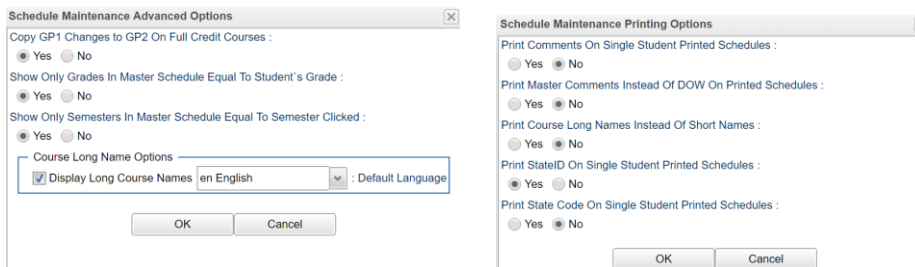 Schedule Maintenance Advanced Options
Copy GP1 Changes to GP2 On Full Credit Courses :
Yes No
Show Only Grades In Master Schedule Equal To Student`s Grade :
Yes No
Show Only Semesters In Master Schedule Equal To Semester Clicked :
Yes No
Course Long Name Options
Display Long Course Names en English : Default Language
OK Cancel
Schedule Maintenance Printing Options
Print Comments On Single Student Printed Schedules :
Yes No
Print Master Comments Instead Of DOW On Printed Schedules :
Yes No
Print Course Long Names Instead Of Short Names :
Yes No
Print StateID On Single Student Printed Schedules :
Yes No
Print State Code On Single Student Printed Schedules :
Yes No
OK Cancel